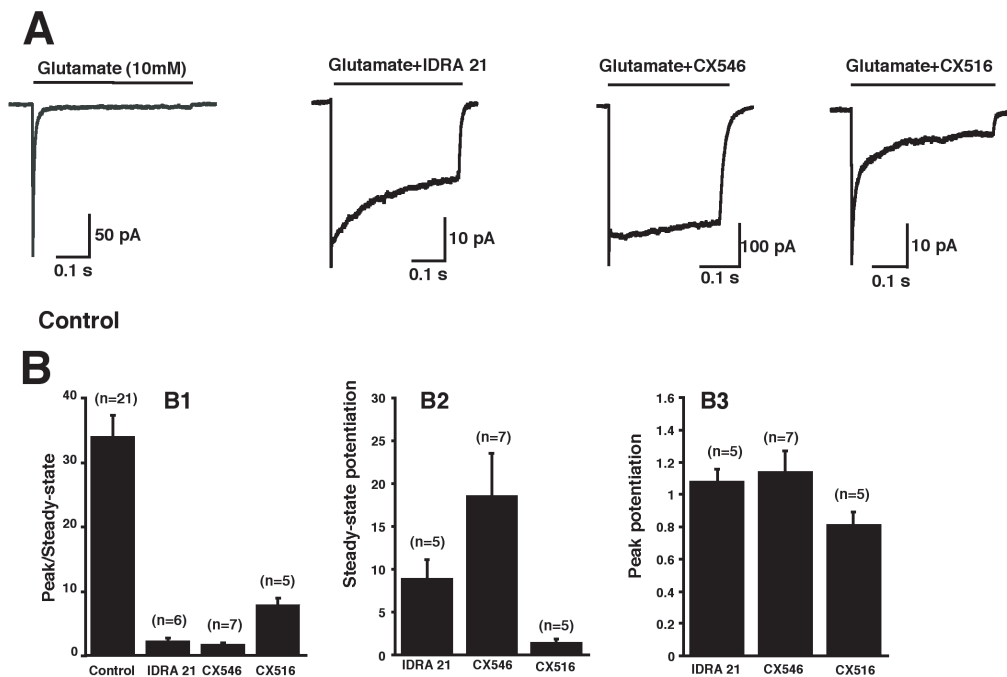 A
Glutamate (10mM)
50 pA
0.1 s
Glutamate+IDRA 21
10 pA
0.1 s
Glutamate+CX546
100 pA
0.1 s
Glutamate+CX516
10 pA
0.1 s
Control
B
B1
Peak/Steady-state
40
30
20
10
0
(n=21)
(n=6)
(n=7)
(n=5)
Control
IDRA 21
CX546
CX516
B2
Steady-state potentiation
30
25
20
15
10
5
0
(n=5)
(n=7)
(n=5)
IDRA 21
CX546
CX516
B3
Peak potentiation
1.6
1.4
1.2
1
0.8
0.6
0.4
0.2
0
(n=5)
(n=7)
(n=5)
IDRA 21
CX546
CX516